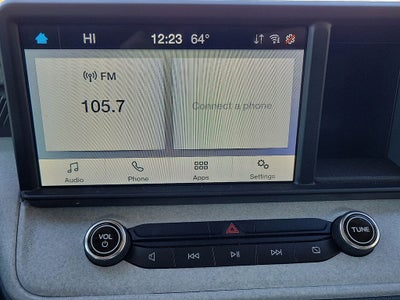 HI 12:23 64°
FM
105.7
Connect a phone
Audio Phone Apps Settings
VOL
TUNE